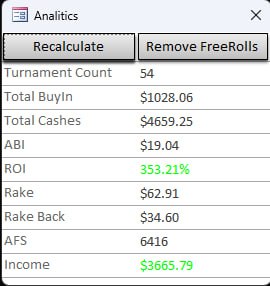 Analitics
Recalculate Remove FreeRolls
Turnament Count 54
Total BuyIn $1028.06
Total Cashes $4659.25
ABI $19.04
ROI 353.21%
Rake $62.91
Rake Back $34.60
AFS 6416
Income $3665.79